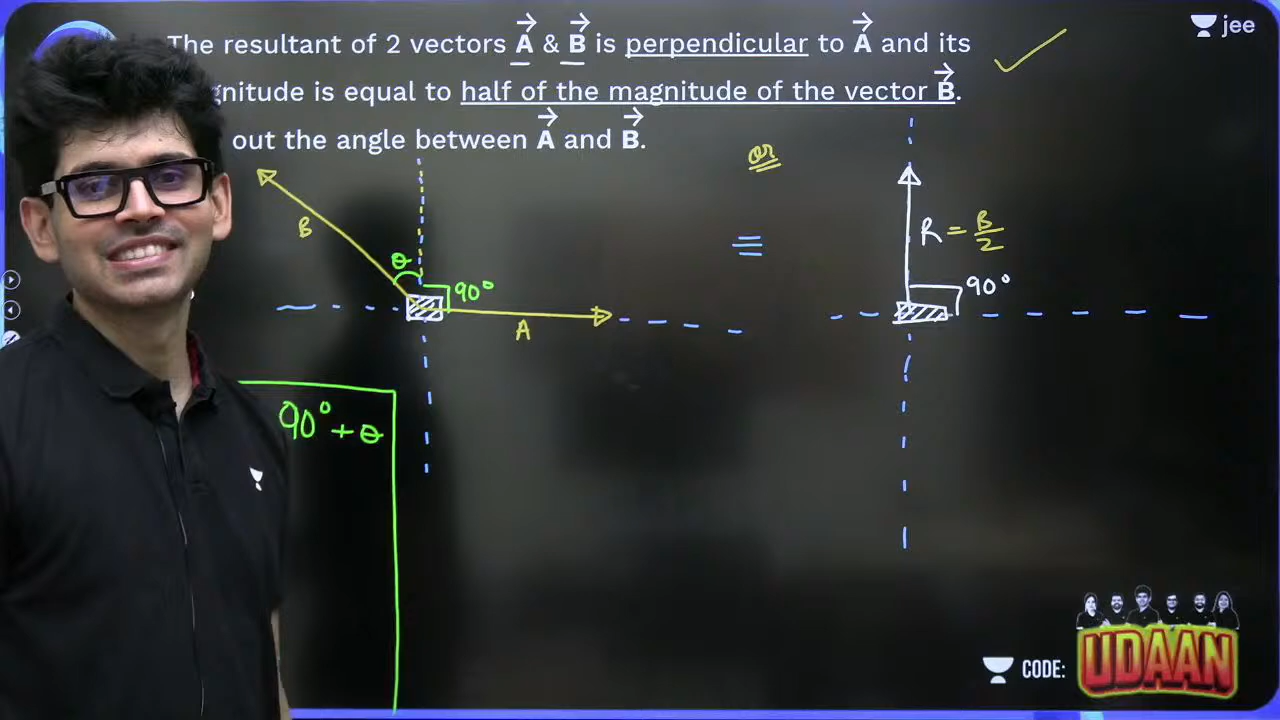 The resultant of 2 vectors A & B is perpendicular to A and its
gnitude is equal to half of the magnitude of the vector B.
out the angle between A and B.
jee
or
B
θ
90°
A
=
R = B/2
90°
90° + θ
CODE:
UDAAN